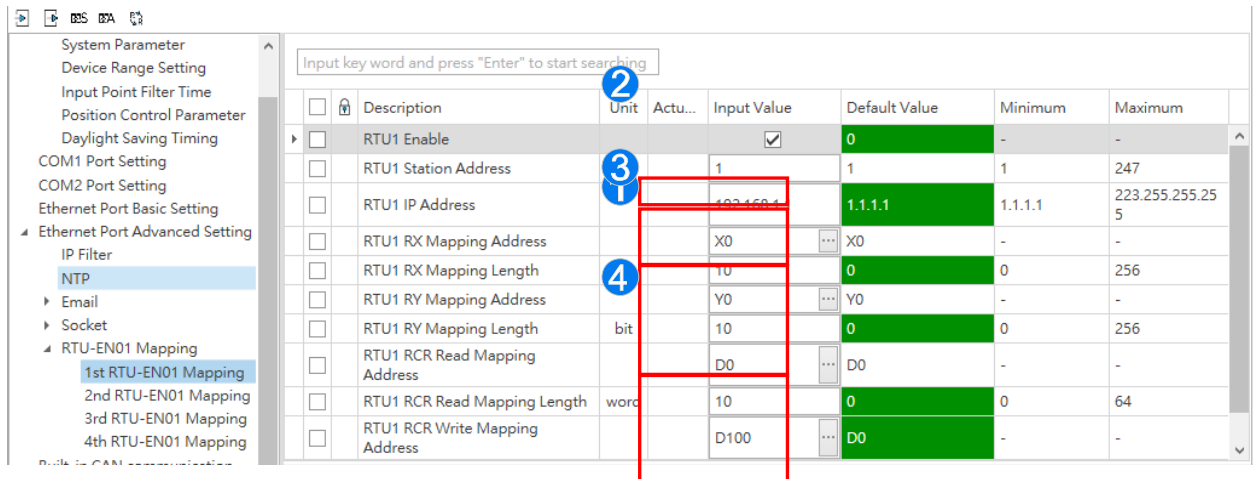 System Parameter
Device Range Setting
Input Point Filter Time
Position Control Parameter
Daylight Saving Timing
COM1 Port Setting
COM2 Port Setting
Ethernet Port Basic Setting
Ethernet Port Advanced Setting
IP Filter
NTP
Email
Socket
RTU-EN01 Mapping
1st RTU-EN01 Mapping
2nd RTU-EN01 Mapping
3rd RTU-EN01 Mapping
4th RTU-EN01 Mapping
Built-in CAN communication
Input key word and press "Enter" to start searching
2
Description Unit Actu... Input Value Default Value Minimum Maximum
RTU1 Enable 0 - -
3
RTU1 Station Address 1 1 1 247
1
RTU1 IP Address 1.1.1.1 1.1.1.1 223.255.255.25
5
RTU1 RX Mapping Address X0 ... X0 - -
4
RTU1 RX Mapping Length 10 0 0 256
RTU1 RY Mapping Address Y0 ... Y0 - -
RTU1 RY Mapping Length bit 10 0 0 256
RTU1 RCR Read Mapping
Address D0 ... D0 - -
RTU1 RCR Read Mapping Length word 10 0 0 64
RTU1 RCR Write Mapping
Address D100 ... D0 - -